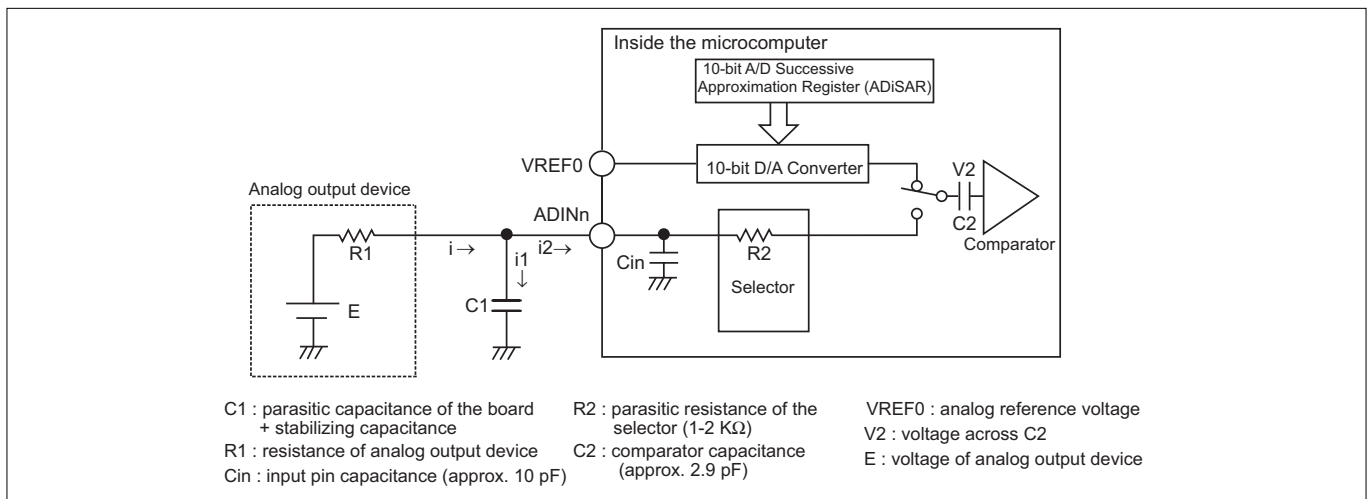 Inside the microcomputer
10-bit A/D Successive
Approximation Register (ADiSAR)
VREF0
10-bit D/A Converter
V2
C2
Comparator
Analog output device
ADINn
R1
i→
i1
↓
i2→
Cin
R2
Selector
E
C1
C1 : parasitic capacitance of the board
+ stabilizing capacitance
R1 : resistance of analog output device
Cin : input pin capacitance (approx. 10 pF)
R2 : parasitic resistance of the
selector (1-2 KΩ)
C2 : comparator capacitance
(approx. 2.9 pF)
VREF0 : analog reference voltage
V2 : voltage across C2
E : voltage of analog output device